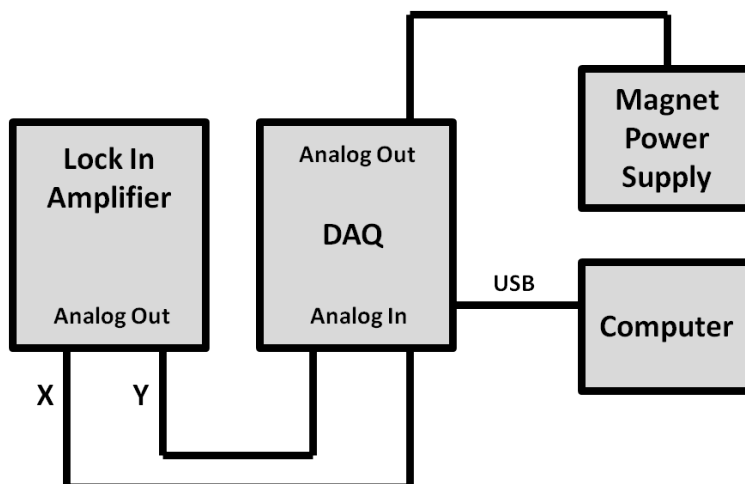 Lock In
Amplifier
Analog Out
X
Y
Analog Out
DAQ
Analog In
USB
Magnet
Power
Supply
Computer